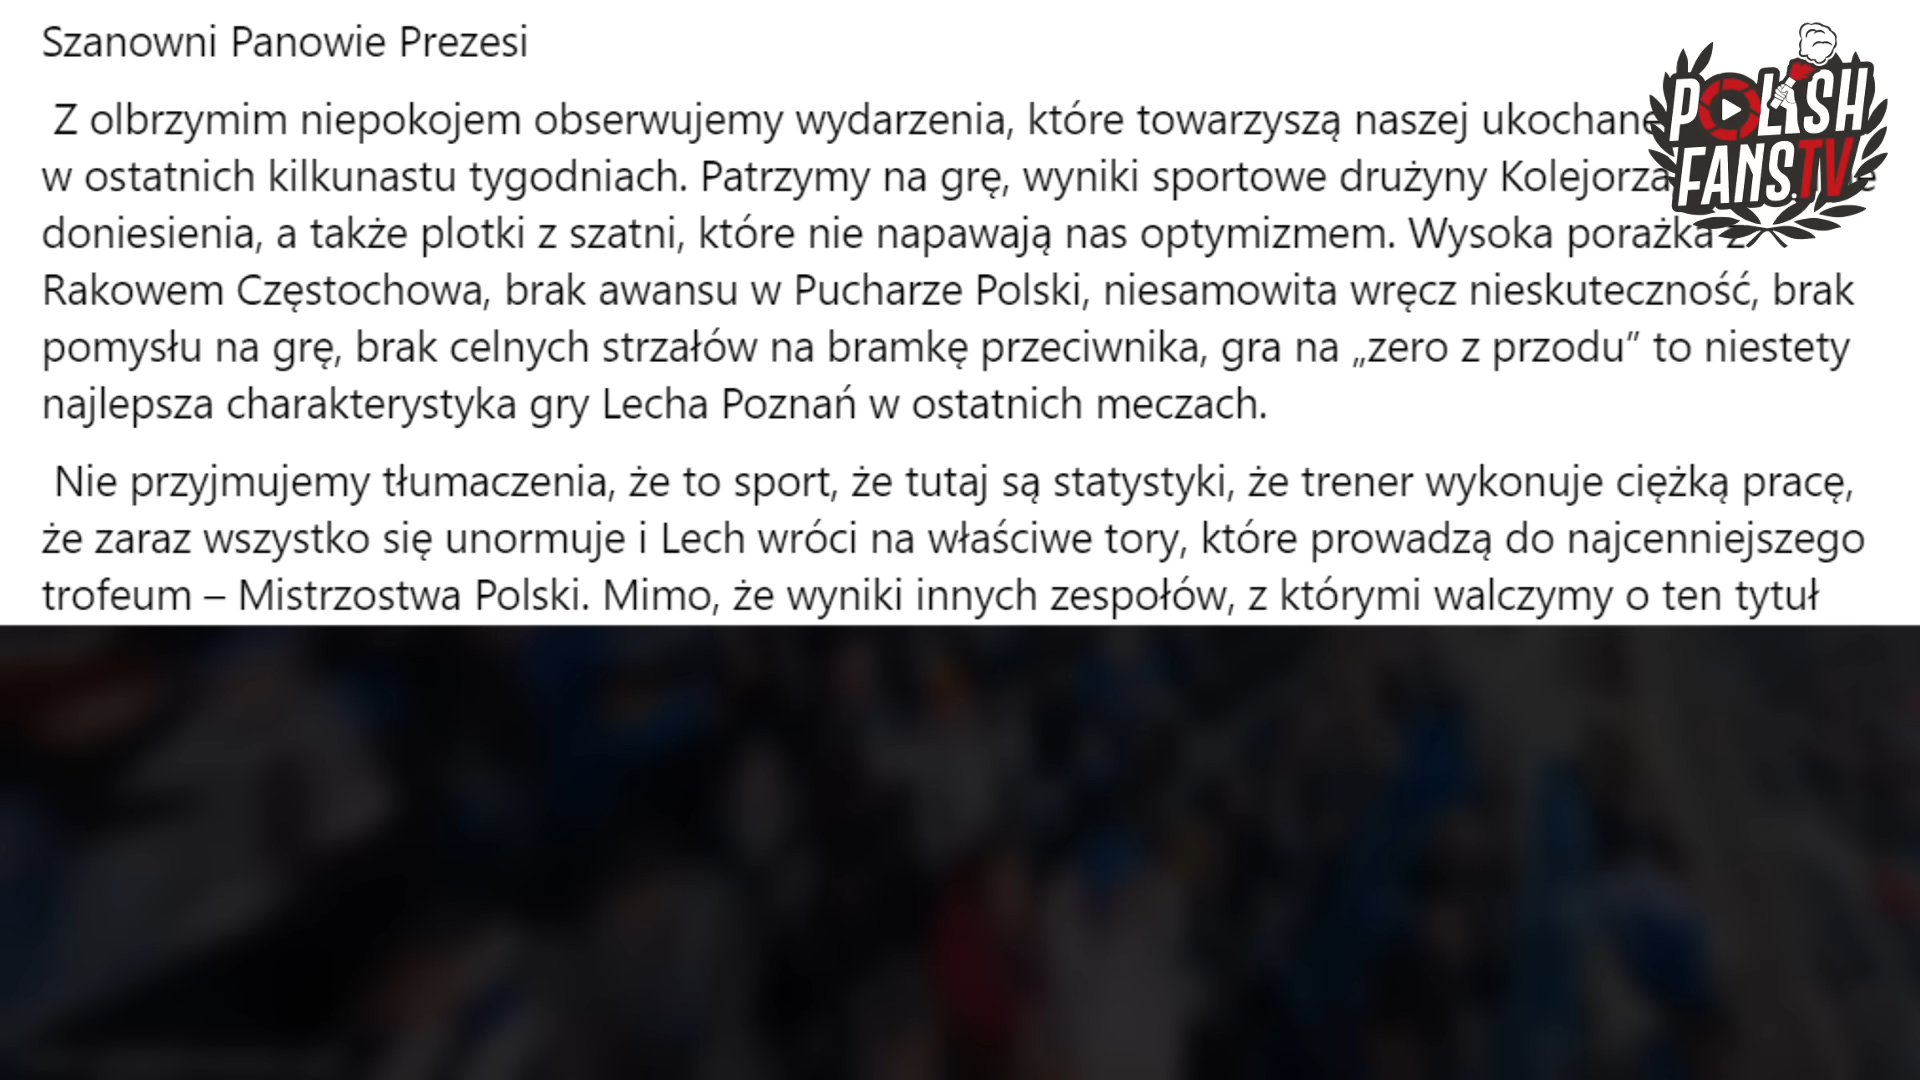 Szanowni Panowie Prezesi
Z olbrzymim niepokojem obserwujemy wydarzenia, które towarzyszą naszej
w ostatnich kilkunastu tygodniach. Patrzymy na grę, wyniki sportowe drużyny Kolejorza
doniesienia, a także plotki z szatni, które nie napawają nas optymizmem. Wysoka porażka z
Rakowem Częstochowa, brak awansu w Pucharze Polski, niesamowita wręcz nieskuteczność, brak
pomysłu na grę, brak celnych strzałów na bramkę przeciwnika, gra na „zero z przodu” to niestety
najlepsza charakterystyka gry Lecha Poznań w ostatnich meczach.
Nie przyjmujemy tłumaczenia, że to sport, że tutaj są statystyki, że trener wykonuje ciężką pracę,
że zaraz wszystko się unormuje i Lech wróci na właściwe tory, które prowadzą do najcenniejszego
trofeum – Mistrzostwa Polski. Mimo, że wyniki innych zespołów, z którymi walczymy o ten tytuł
POLISH
FANS.TV